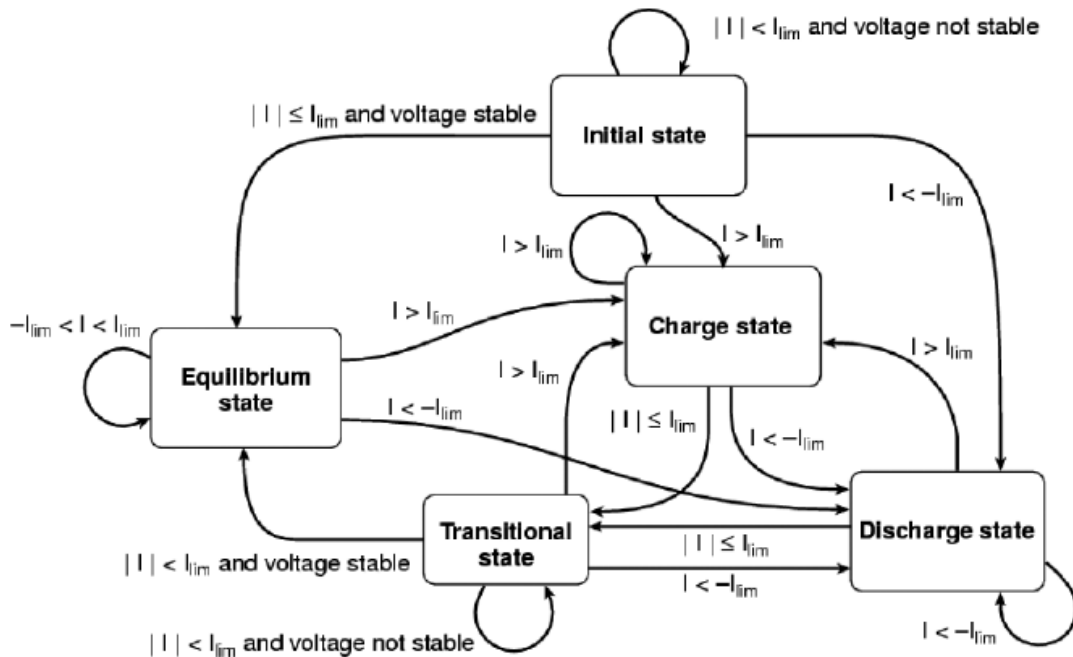 | I | < I_lim and voltage not stable
| I | ≤ I_lim and voltage stable
Initial state
I < –I_lim
I > I_lim
I > I_lim
–I_lim < I < I_lim
I > I_lim
Charge state
Equilibrium
state
I > I_lim
I > I_lim
I < –I_lim
| I | ≤ I_lim
I < –I_lim
Transitional
state
Discharge state
| I | ≤ I_lim
| I | < I_lim and voltage stable
I < –I_lim
| I | < I_lim and voltage not stable
I < –I_lim